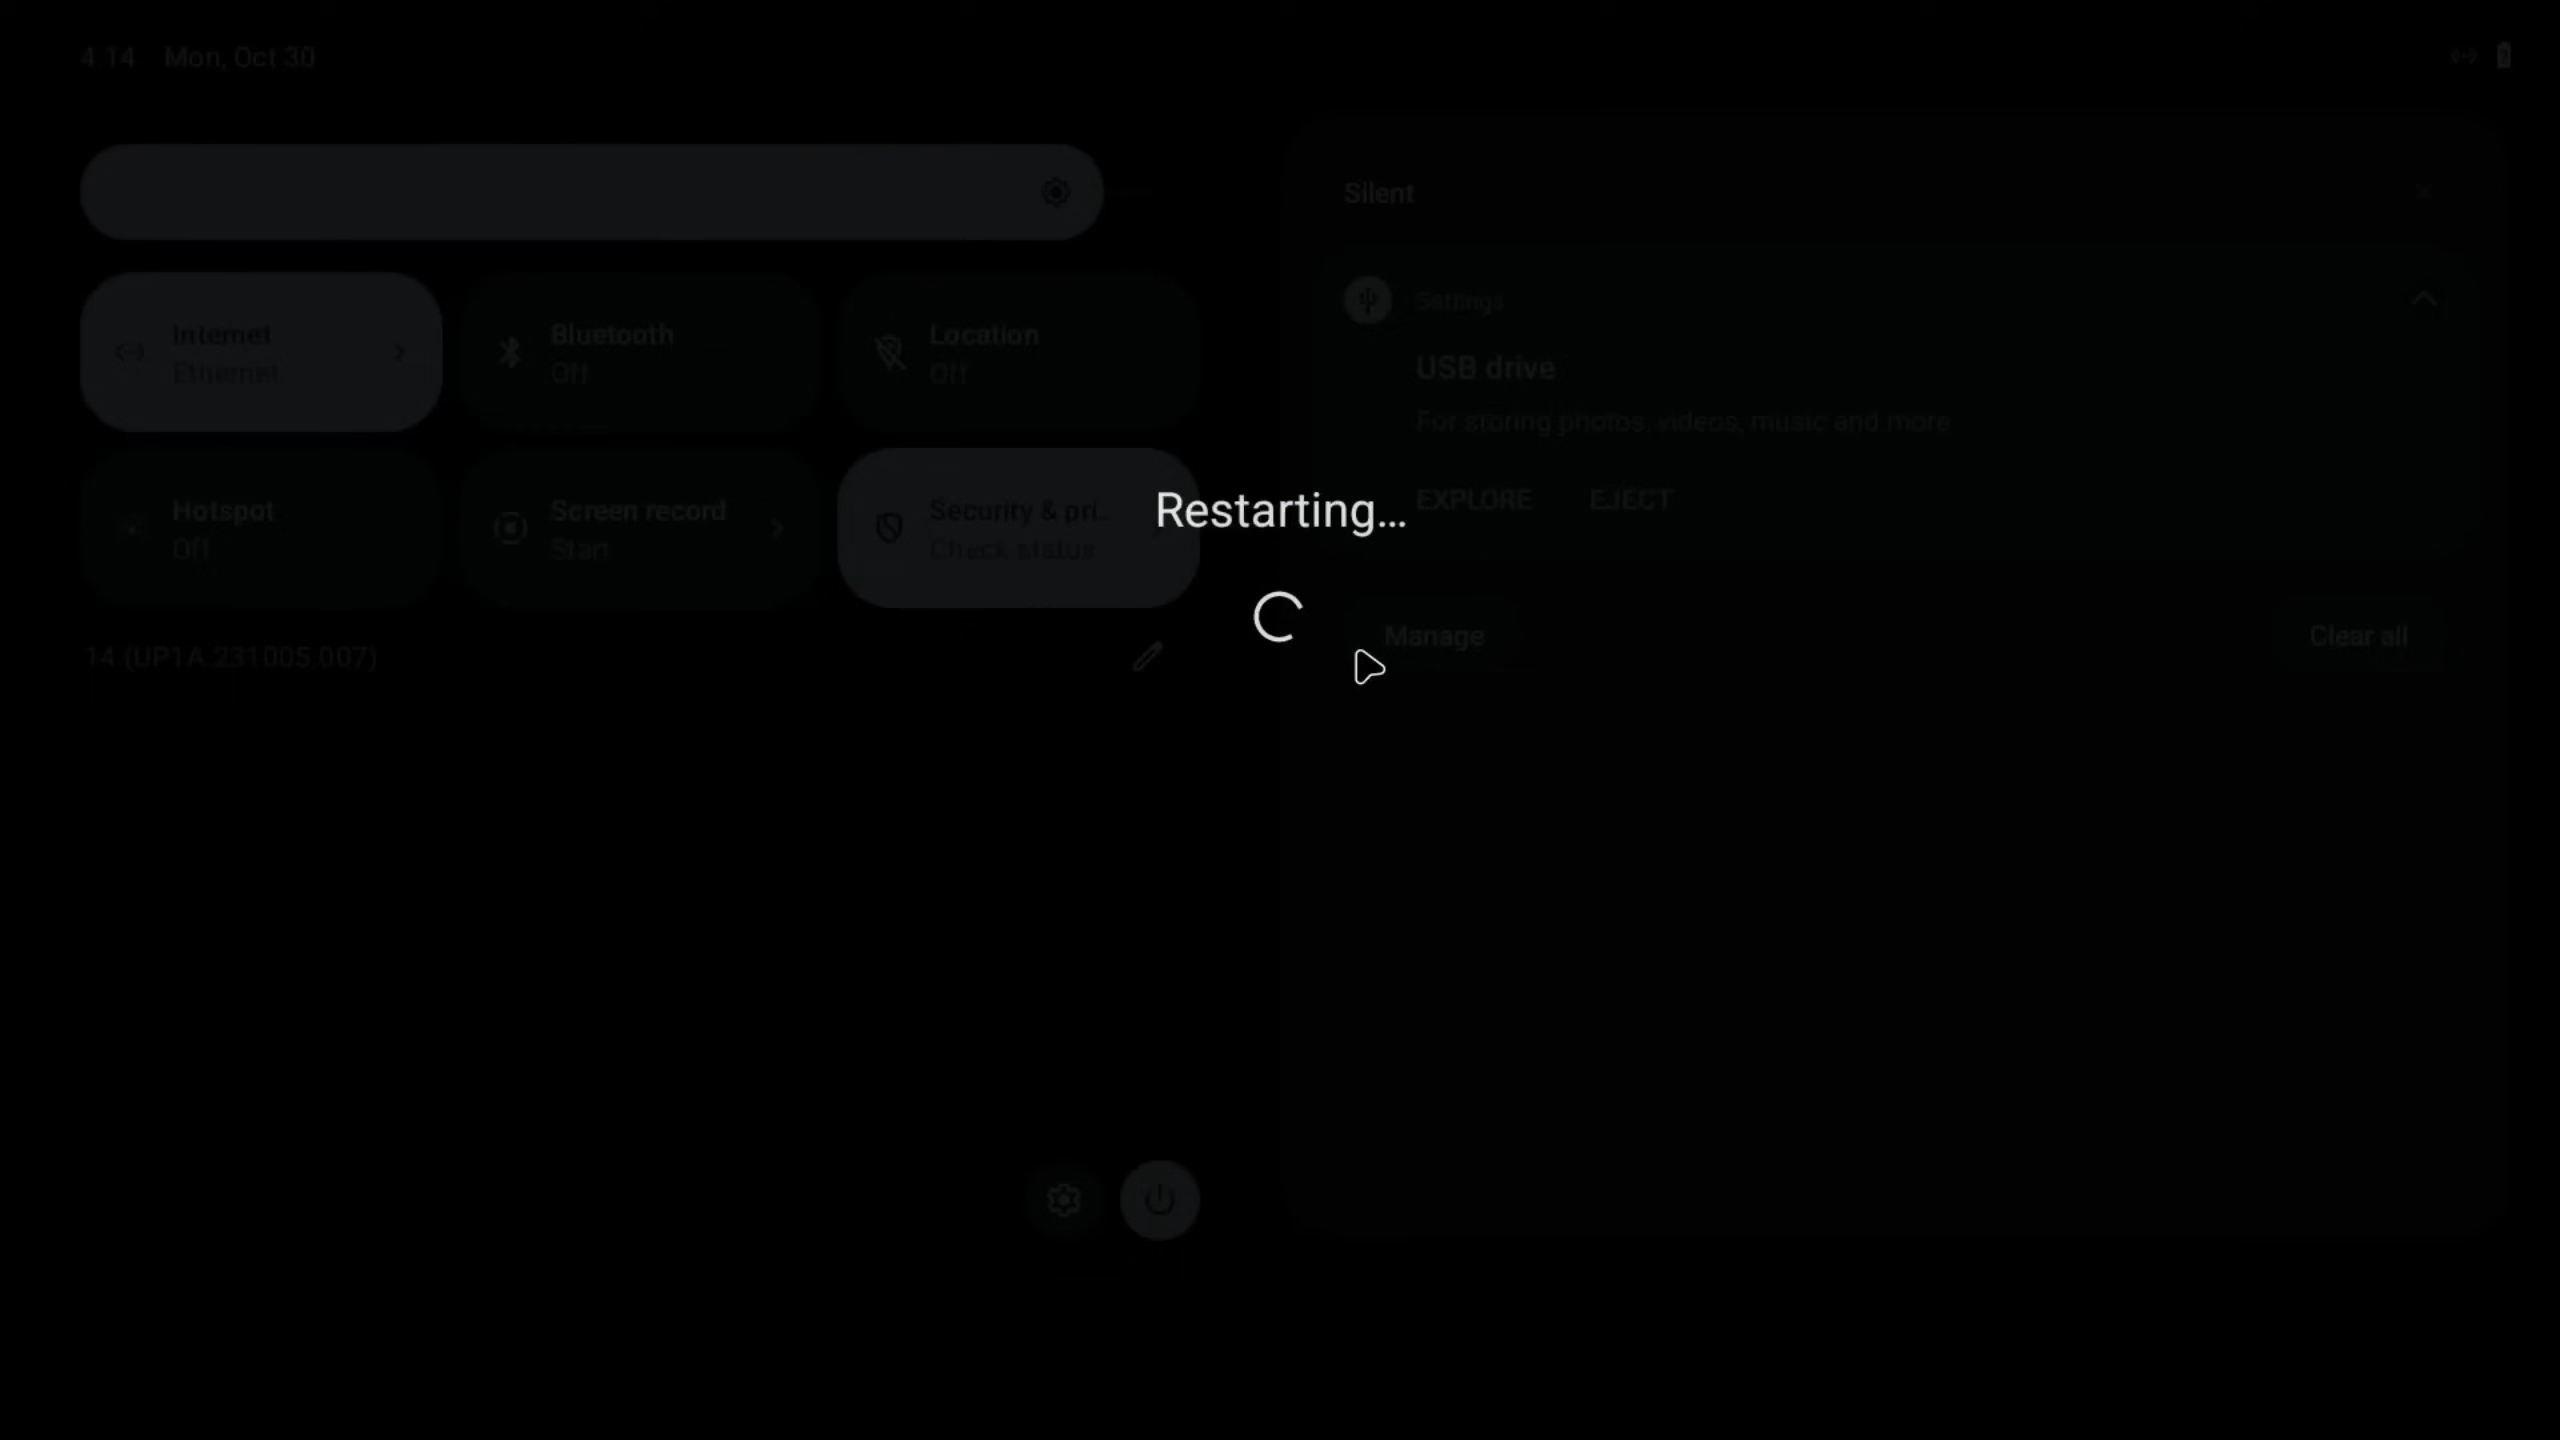 4:14 Mon, Oct 30
Silent
Internet
Ethernet
Bluetooth
Off
Location
Off
Settings
USB drive
For storing photos, videos, music and more
EXPLORE EJECT
Hotspot
Off
Screen record
Start
Security & pri...
Check status
Restarting...
Manage
Clear all
14 (UP1A.231005.007)